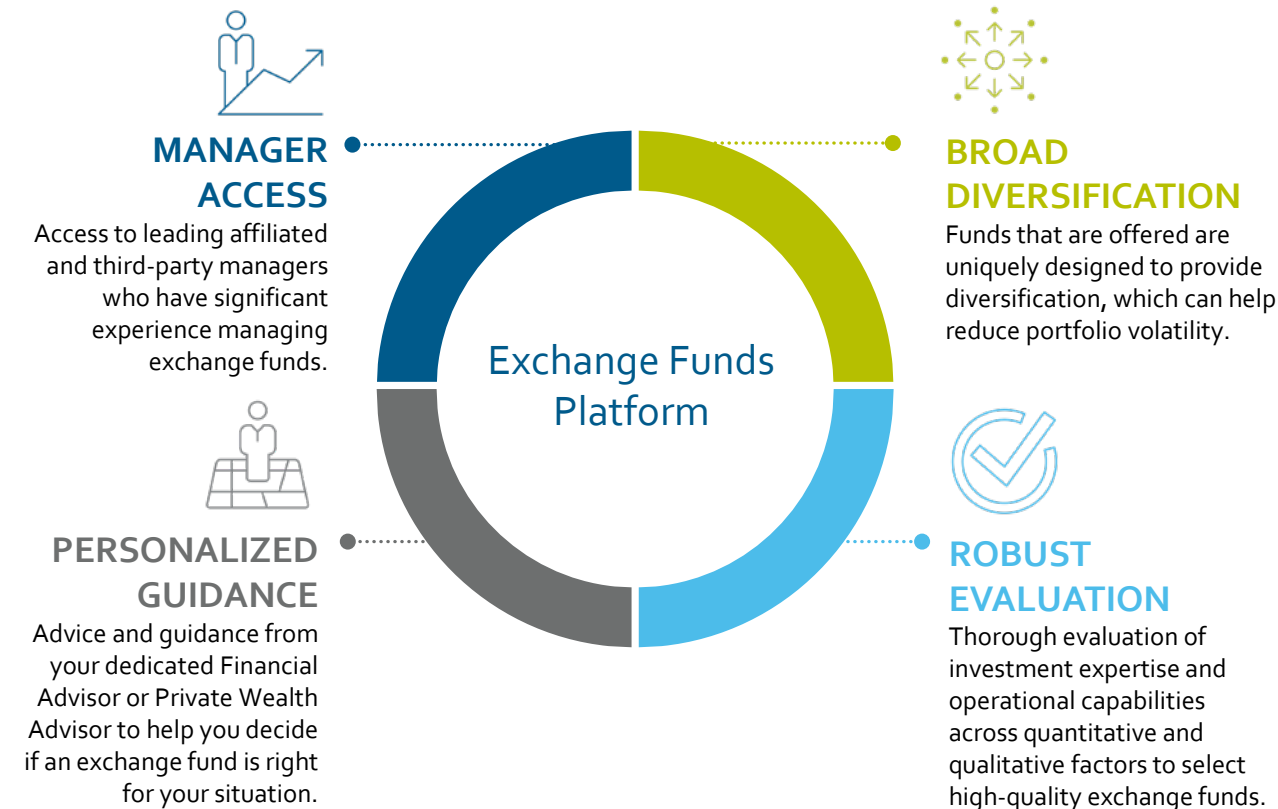 MANAGER
ACCESS
Access to leading affiliated
and third-party managers
who have significant
experience managing
exchange funds.
BROAD
DIVERSIFICATION
Funds that are offered are
uniquely designed to provide
diversification, which can help
reduce portfolio volatility.
Exchange Funds
Platform
PERSONALIZED
GUIDANCE
Advice and guidance from
your dedicated Financial
Advisor or Private Wealth
Advisor to help you decide
if an exchange fund is right
for your situation.
ROBUST
EVALUATION
Thorough evaluation of
investment expertise and
operational capabilities
across quantitative and
qualitative factors to select
high-quality exchange funds.